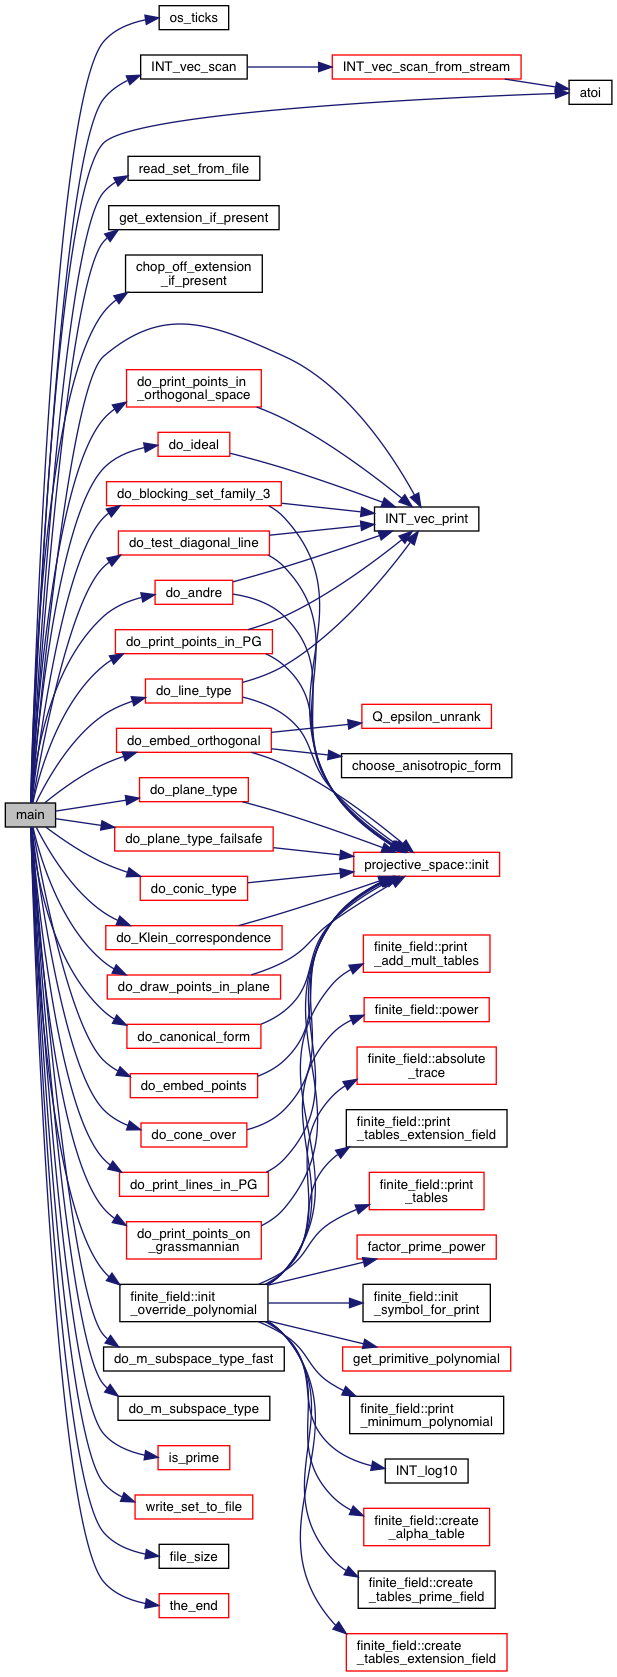 os_ticks
INT_vec_scan
INT_vec_scan_from_stream
atoi
read_set_from_file
get_extension_if_present
chop_off_extension
_if_present
do_print_points_in
_orthogonal_space
do_ideal
do_blocking_set_family_3
INT_vec_print
do_test_diagonal_line
do_andre
do_print_points_in_PG
do_line_type
Q_epsilon_unrank
do_embed_orthogonal
choose_anisotropic_form
do_plane_type
main
do_plane_type_failsafe
projective_space::init
do_conic_type
do_Klein_correspondence
finite_field::print
_add_mult_tables
do_draw_points_in_plane
finite_field::power
do_canonical_form
finite_field::absolute
_trace
do_embed_points
finite_field::print
_tables_extension_field
do_cone_over
do_print_lines_in_PG
finite_field::print
_tables
do_print_points_on
_grassmannian
factor_prime_power
finite_field::init
_override_polynomial
finite_field::init
_symbol_for_print
do_m_subspace_type_fast
get_primitive_polynomial
do_m_subspace_type
finite_field::print
_minimum_polynomial
is_prime
INT_log10
write_set_to_file
finite_field::create
_alpha_table
file_size
finite_field::create
_tables_prime_field
the_end
finite_field::create
_tables_extension_field